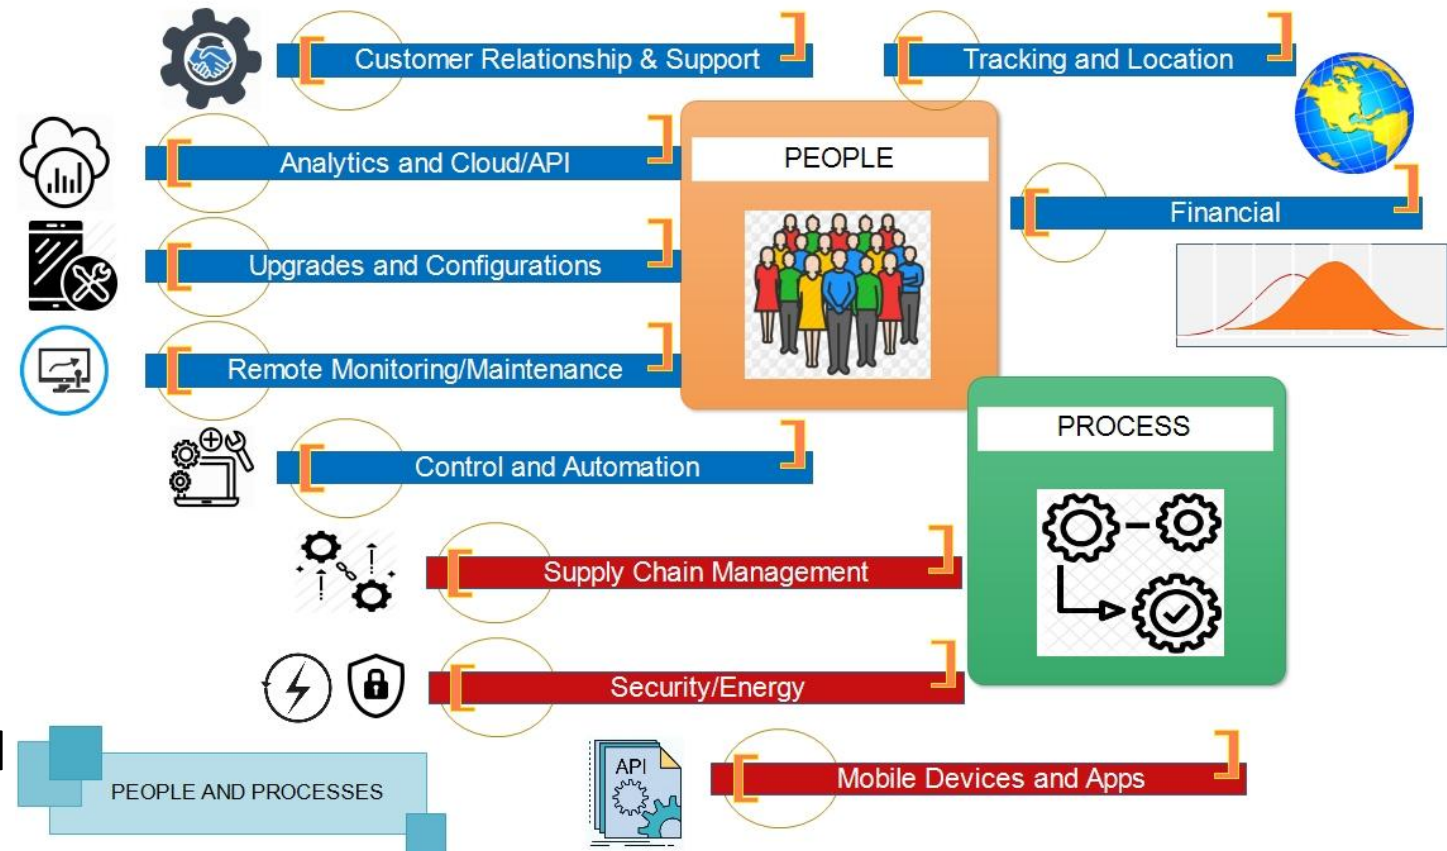 Customer Relationship & Support
Tracking and Location
Analytics and Cloud/API
PEOPLE
Financial
Upgrades and Configurations
Remote Monitoring/Maintenance
PROCESS
Control and Automation
Supply Chain Management
Security/Energy
API
Mobile Devices and Apps
PEOPLE AND PROCESSES